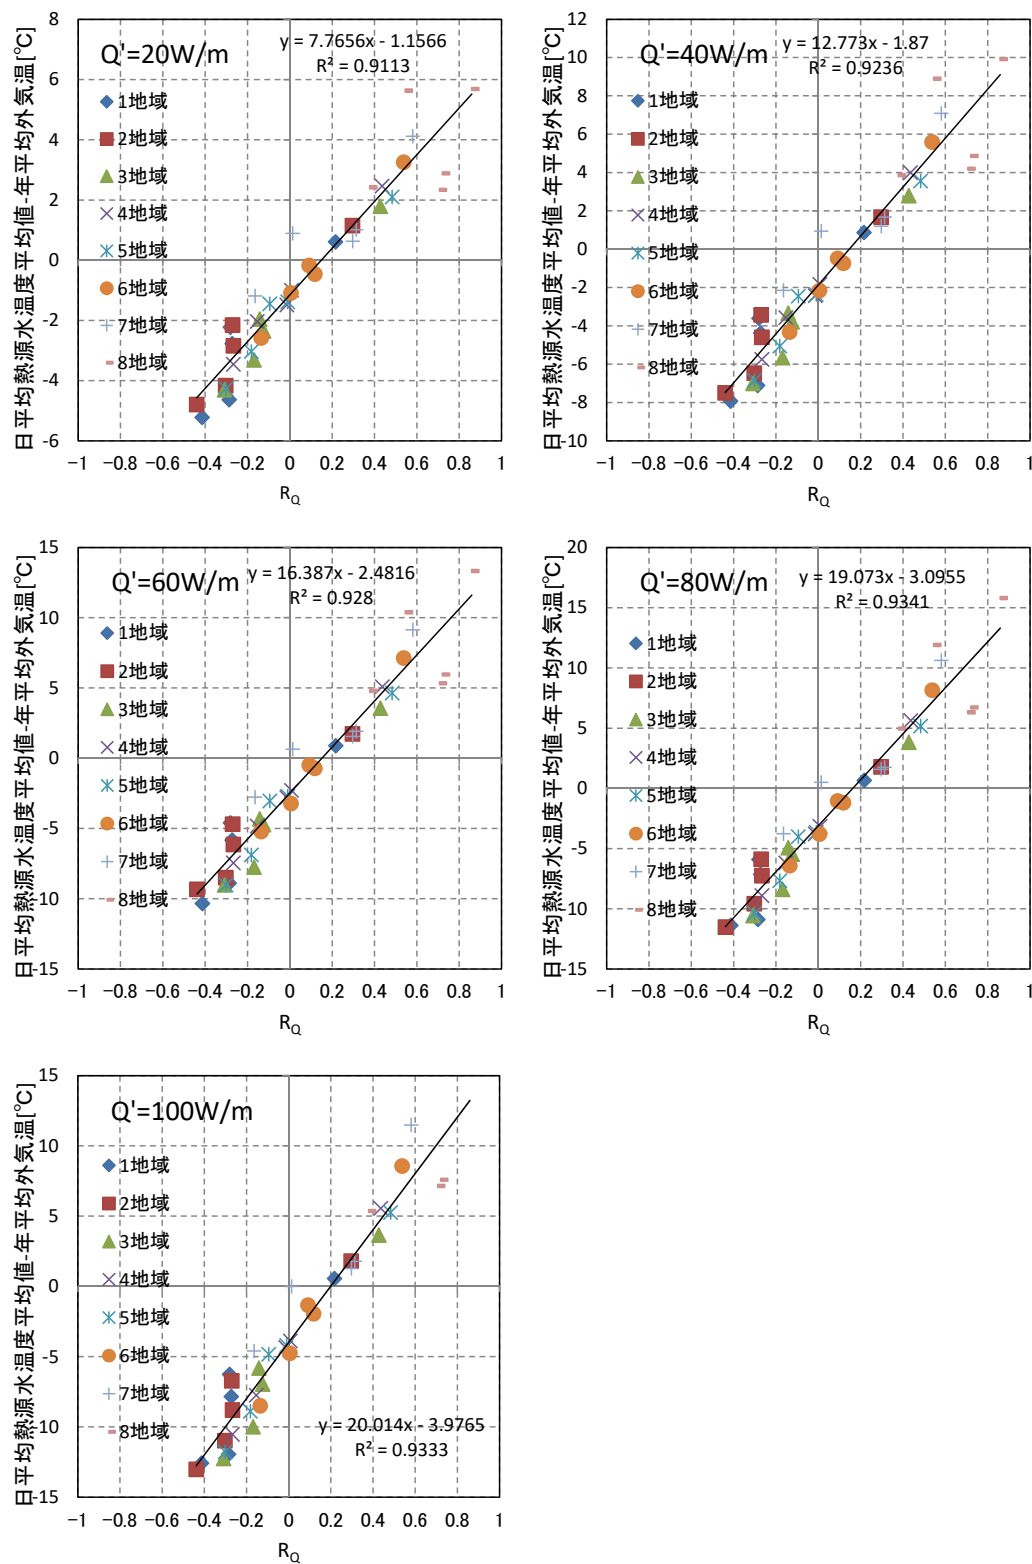 Q'=20W/m
y = 7.7656x - 1.1566
R² = 0.9113
日平均熱源水温度平均値-年平均外気温[℃]
8
6
4
2
0
-2
-4
-6
1地域
2地域
3地域
4地域
5地域
6地域
7地域
8地域
−1 −0.8 −0.6 −0.4 −0.2 0 0.2 0.4 0.6 0.8 1
R_Q
Q'=40W/m
y = 12.773x - 1.87
R² = 0.9236
日平均熱源水温度平均値-年平均外気温[℃]
12
10
8
6
4
2
0
-2
-4
-6
-8
-10
1地域
2地域
3地域
4地域
5地域
6地域
7地域
8地域
−1 −0.8 −0.6 −0.4 −0.2 0 0.2 0.4 0.6 0.8 1
R_Q
Q'=60W/m
y = 16.387x - 2.4816
R² = 0.928
日平均熱源水温度平均値-年平均外気温[℃]
15
10
5
0
-5
-10
-15
1地域
2地域
3地域
4地域
5地域
6地域
7地域
8地域
−1 −0.8 −0.6 −0.4 −0.2 0 0.2 0.4 0.6 0.8 1
R_Q
Q'=80W/m
y = 19.073x - 3.0955
R² = 0.9341
日平均熱源水温度平均値-年平均外気温[℃]
20
15
10
5
0
-5
-10
-15
1地域
2地域
3地域
4地域
5地域
6地域
7地域
8地域
−1 −0.8 −0.6 −0.4 −0.2 0 0.2 0.4 0.6 0.8 1
R_Q
Q'=100W/m
日平均熱源水温度平均値-年平均外気温[℃]
15
10
5
0
-5
-10
-15
1地域
2地域
3地域
4地域
5地域
6地域
7地域
8地域
y = 20.014x - 3.9765
R² = 0.9333
−1 −0.8 −0.6 −0.4 −0.2 0 0.2 0.4 0.6 0.8 1
R_Q